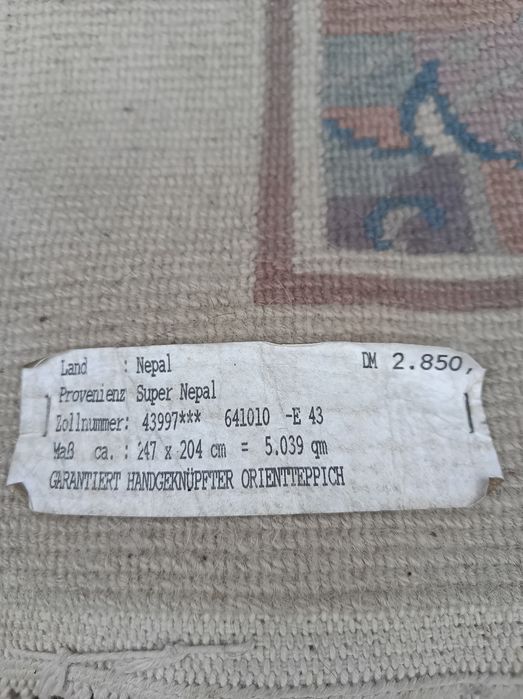 Land : Nepal DM 2.850,
Provenienz Super Nepal
Zollnummer: 43997*** 641010 -E 43
Maß ca. : 247 x 204 cm = 5.039 qm
GARANTIERT HANDGEKNÜPFTER ORIENTTEPPICH